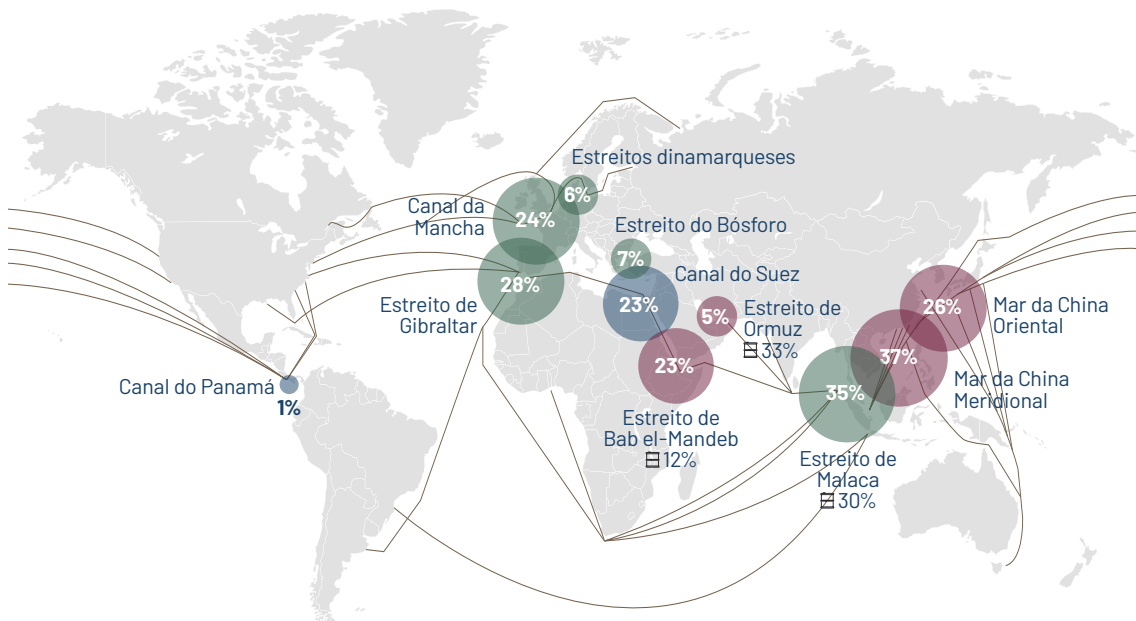 Estreitos dinamarqueses
6%
Canal da
Mancha
24%
Estreito do Bósforo
7%
Canal do Suez
23%
28%
Estreito de
Gibraltar
5%
Estreito de
Ormuz
33%
26%
Mar da China
Oriental
37%
Mar da China
Meridional
23%
Estreito de
Bab el-Mandeb
12%
35%
Estreito de
Malaca
30%
Canal do Panamá
1%